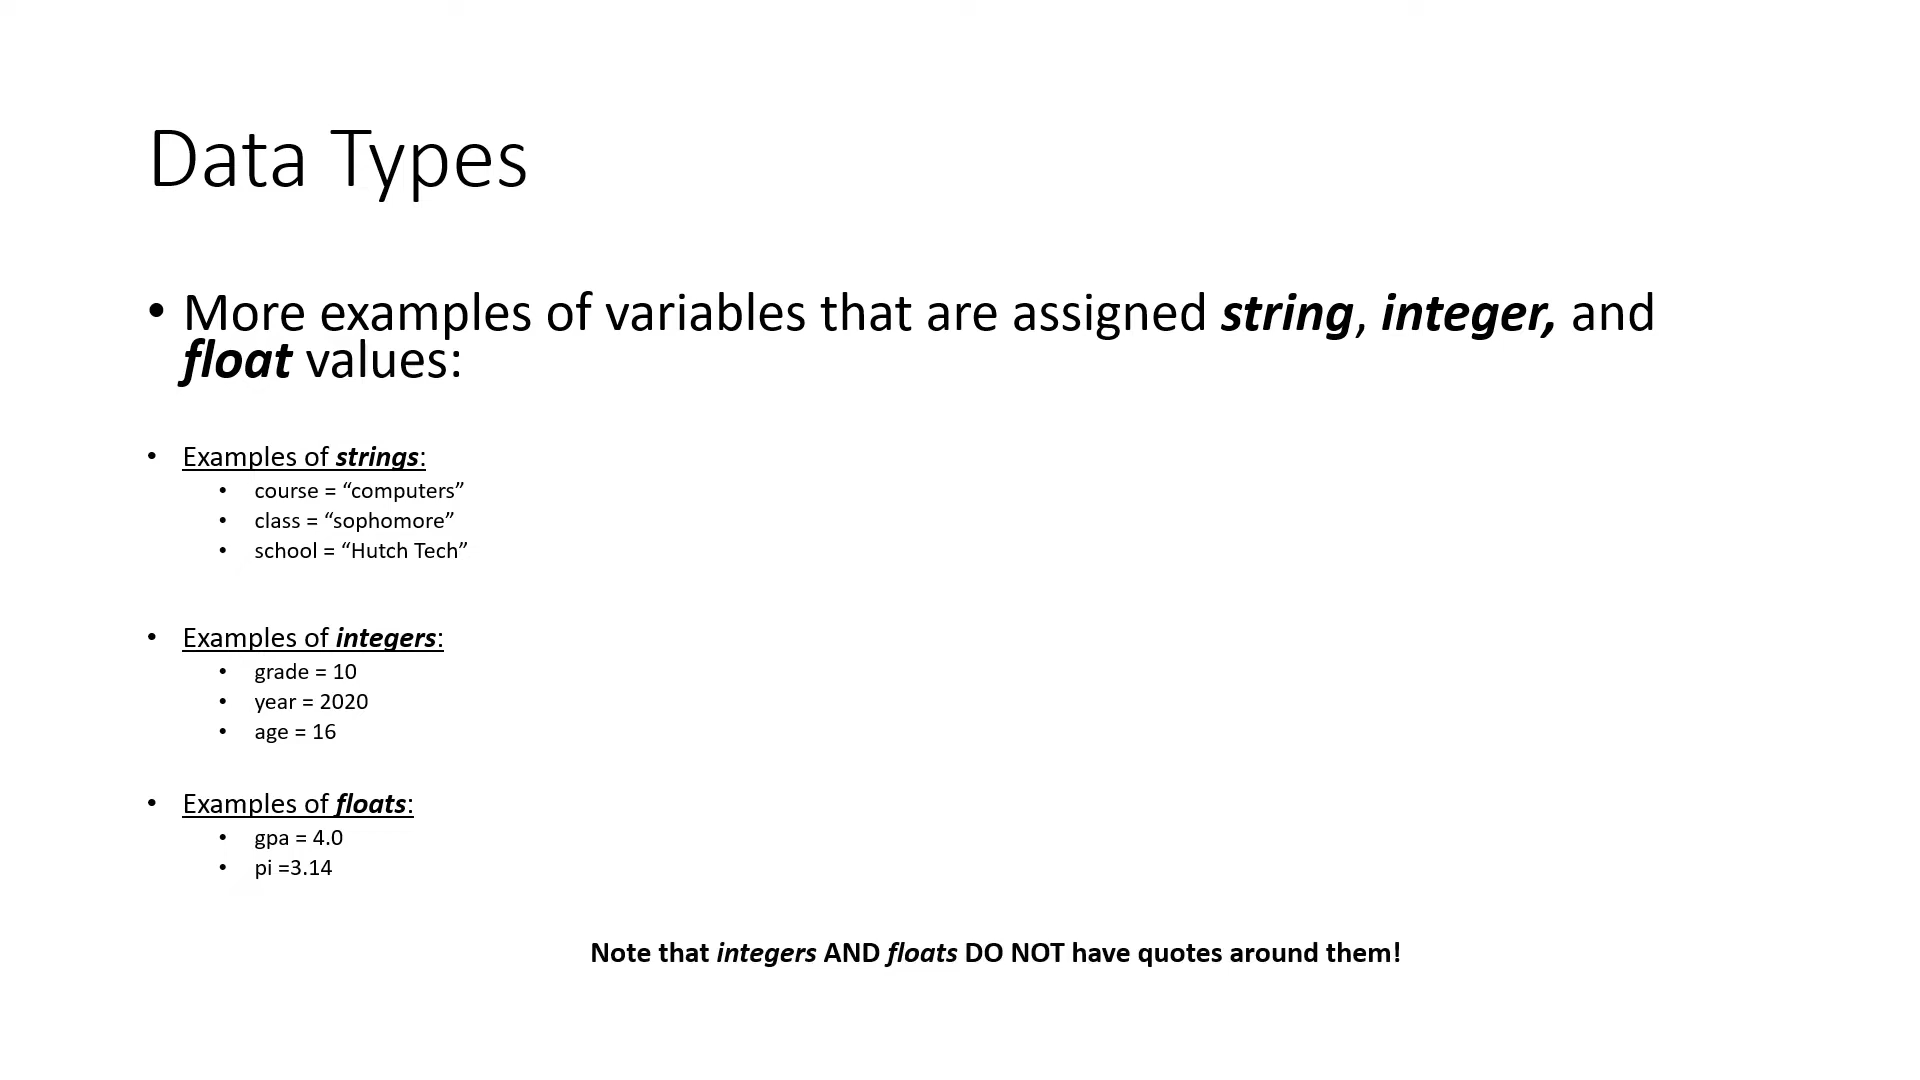 Data Types
• More examples of variables that are assigned string, integer, and
float values:
• Examples of strings:
• course = “computers”
• class = “sophomore”
• school = “Hutch Tech”
• Examples of integers:
• grade = 10
• year = 2020
• age = 16
• Examples of floats:
• gpa = 4.0
• pi =3.14
Note that integers AND floats DO NOT have quotes around them!